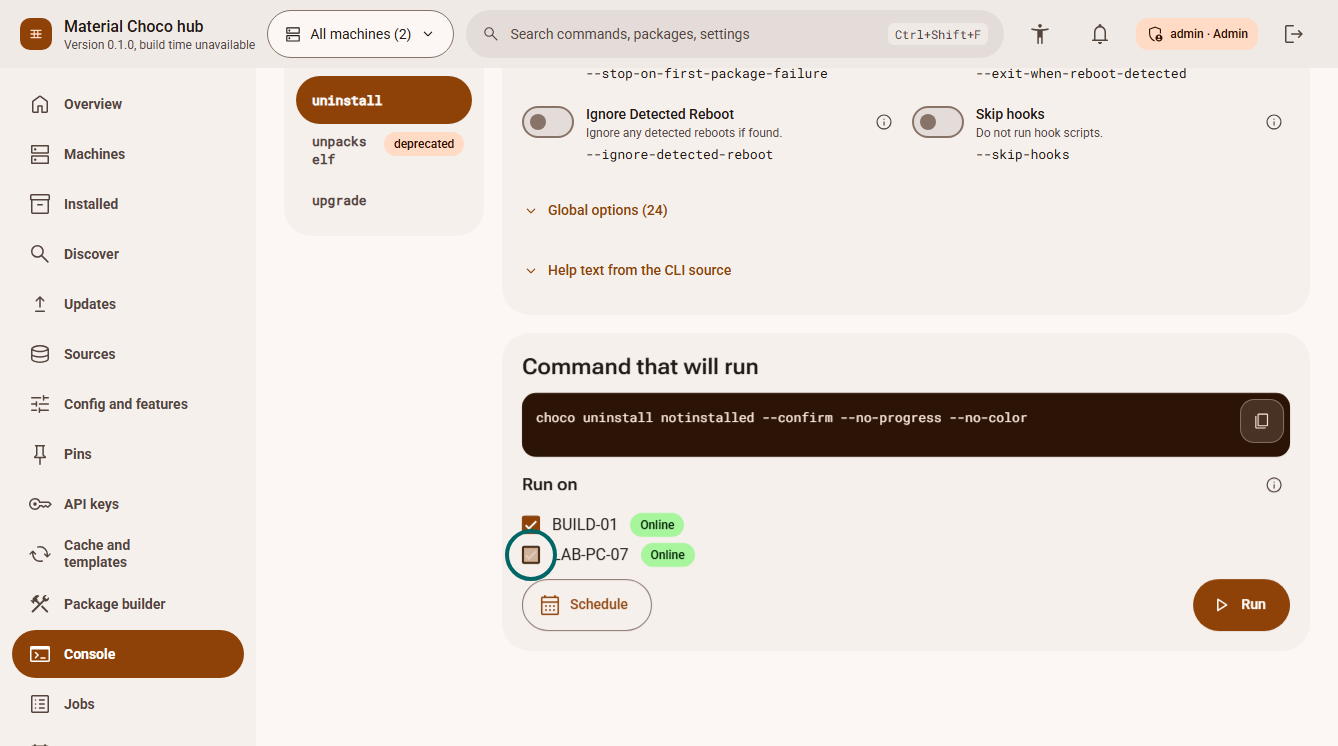 Material Choco hub
Version 0.1.0, build time unavailable
All machines (2)
Search commands, packages, settings
Ctrl+Shift+F
admin · Admin
Overview
Machines
Installed
Discover
Updates
Sources
Config and features
Pins
API keys
Cache and
templates
Package builder
Console
Jobs
uninstall
unpacks
elf
deprecated
upgrade
--stop-on-first-package-failure
--exit-when-reboot-detected
Ignore Detected Reboot
Ignore any detected reboots if found.
--ignore-detected-reboot
Skip hooks
Do not run hook scripts.
--skip-hooks
Global options (24)
Help text from the CLI source
Command that will run
choco uninstall notinstalled --confirm --no-progress --no-color
Run on
BUILD-01
Online
LAB-PC-07
Online
Schedule
Run